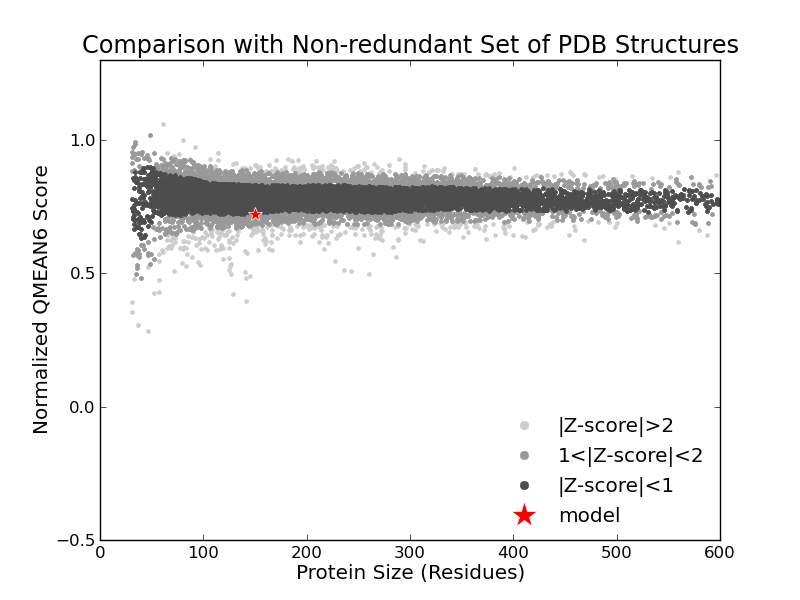 Comparison with Non-redundant Set of PDB Structures
Normalized QMEAN6 Score
1.0
0.5
0.0
−0.5
|Z-score|>2
1<|Z-score|<2
|Z-score|<1
model
0 100 200 300 400 500 600
Protein Size (Residues)